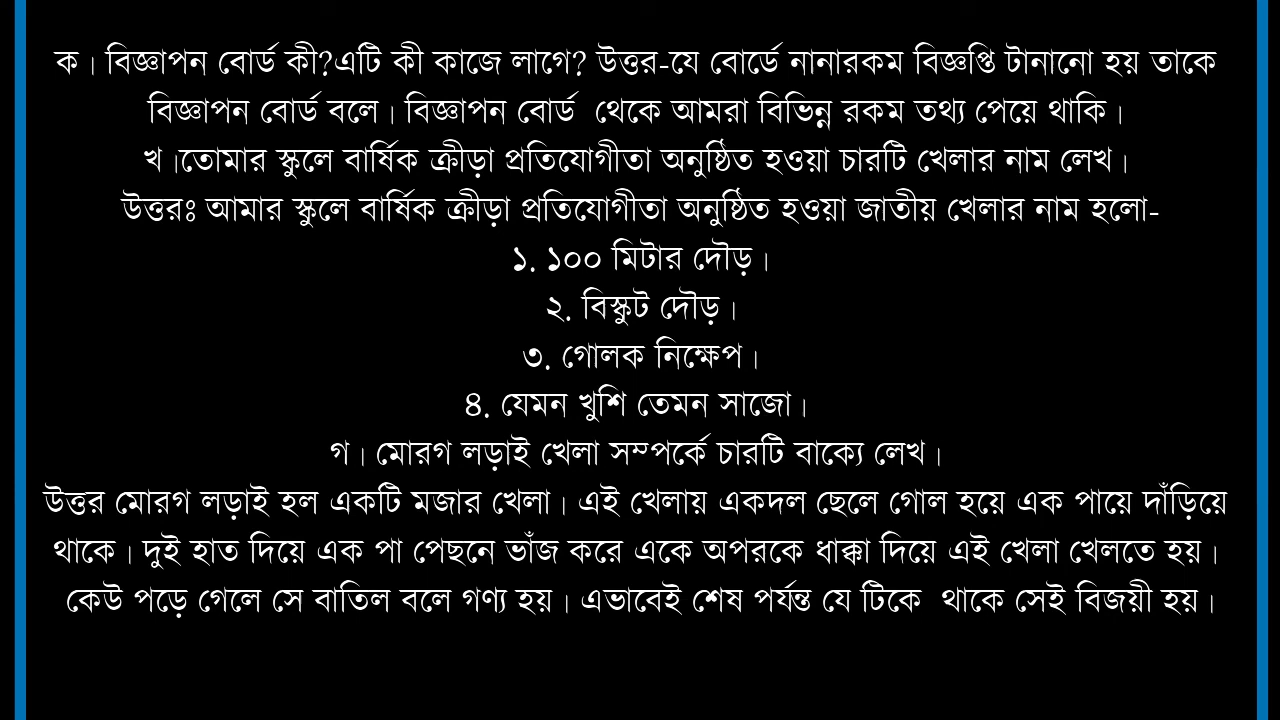 ক। বিজ্ঞাপন বোর্ড কী?এটি কী কাজে লাগে? উত্তর-যে বোর্ডে নানারকম বিজ্ঞপ্তি টানানো হয় তাকে
বিজ্ঞাপন বোর্ড বলে। বিজ্ঞাপন বোর্ড থেকে আমরা বিভিন্ন রকম তথ্য পেয়ে থাকি।
খ।তোমার স্কুলে বার্ষিক ক্রীড়া প্রতিযোগীতা অনুষ্ঠিত হওয়া চারটি খেলার নাম লেখ।
উত্তরঃ আমার স্কুলে বার্ষিক ক্রীড়া প্রতিযোগীতা অনুষ্ঠিত হওয়া জাতীয় খেলার নাম হলো-
১. ১০০ মিটার দৌড়।
২. বিস্কুট দৌড়।
৩. গোলক নিক্ষেপ।
৪. যেমন খুশি তেমন সাজো।
গ। মোরগ লড়াই খেলা সম্পর্কে চারটি বাক্যে লেখ।
উত্তর মোরগ লড়াই হল একটি মজার খেলা। এই খেলায় একদল ছেলে গোল হয়ে এক পায়ে দাঁড়িয়ে
থাকে। দুই হাত দিয়ে এক পা পেছনে ভাঁজ করে একে অপরকে ধাক্কা দিয়ে এই খেলা খেলতে হয়।
কেউ পড়ে গেলে সে বাতিল বলে গণ্য হয়। এভাবেই শেষ পর্যন্ত যে টিকে থাকে সেই বিজয়ী হয়।